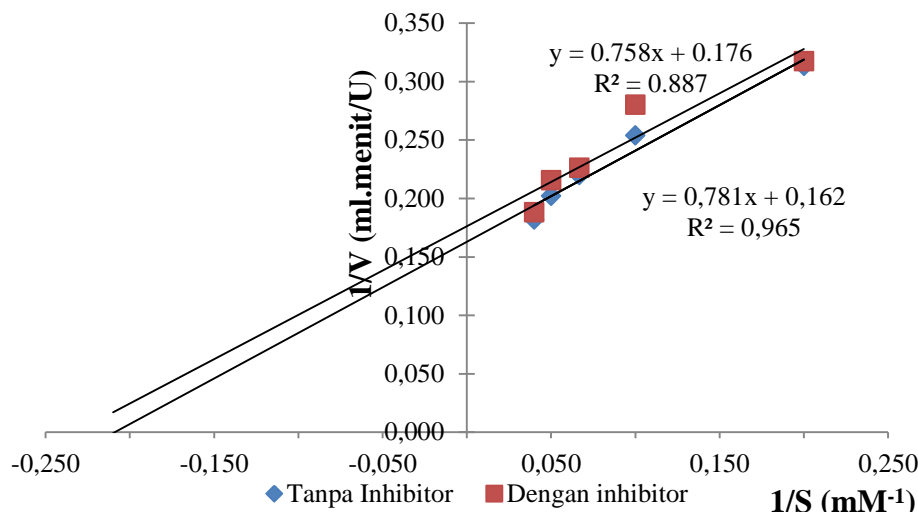 0,350
0,300
0,250
0,200
0,150
0,100
0,050
0,000
1/V (ml.menit/U)
y = 0.758x + 0.176
R² = 0.887
y = 0,781x + 0,162
R² = 0,965
-0,250 -0,150 -0,050 0,050 0,150 0,250
Tanpa Inhibitor Dengan inhibitor
1/S (mM⁻¹)